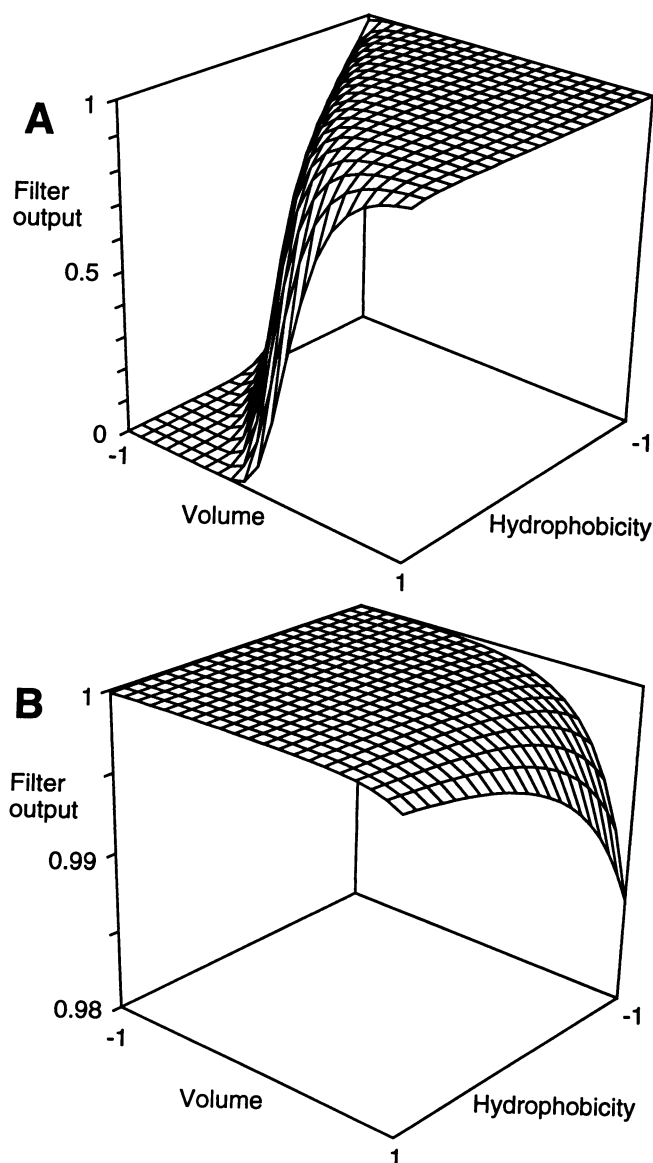 A
1
Filter
output
0.5
0
-1
-1
Volume
Hydrophobicity
1
B
1
Filter
output
0.99
0.98
-1
-1
Volume
Hydrophobicity
1